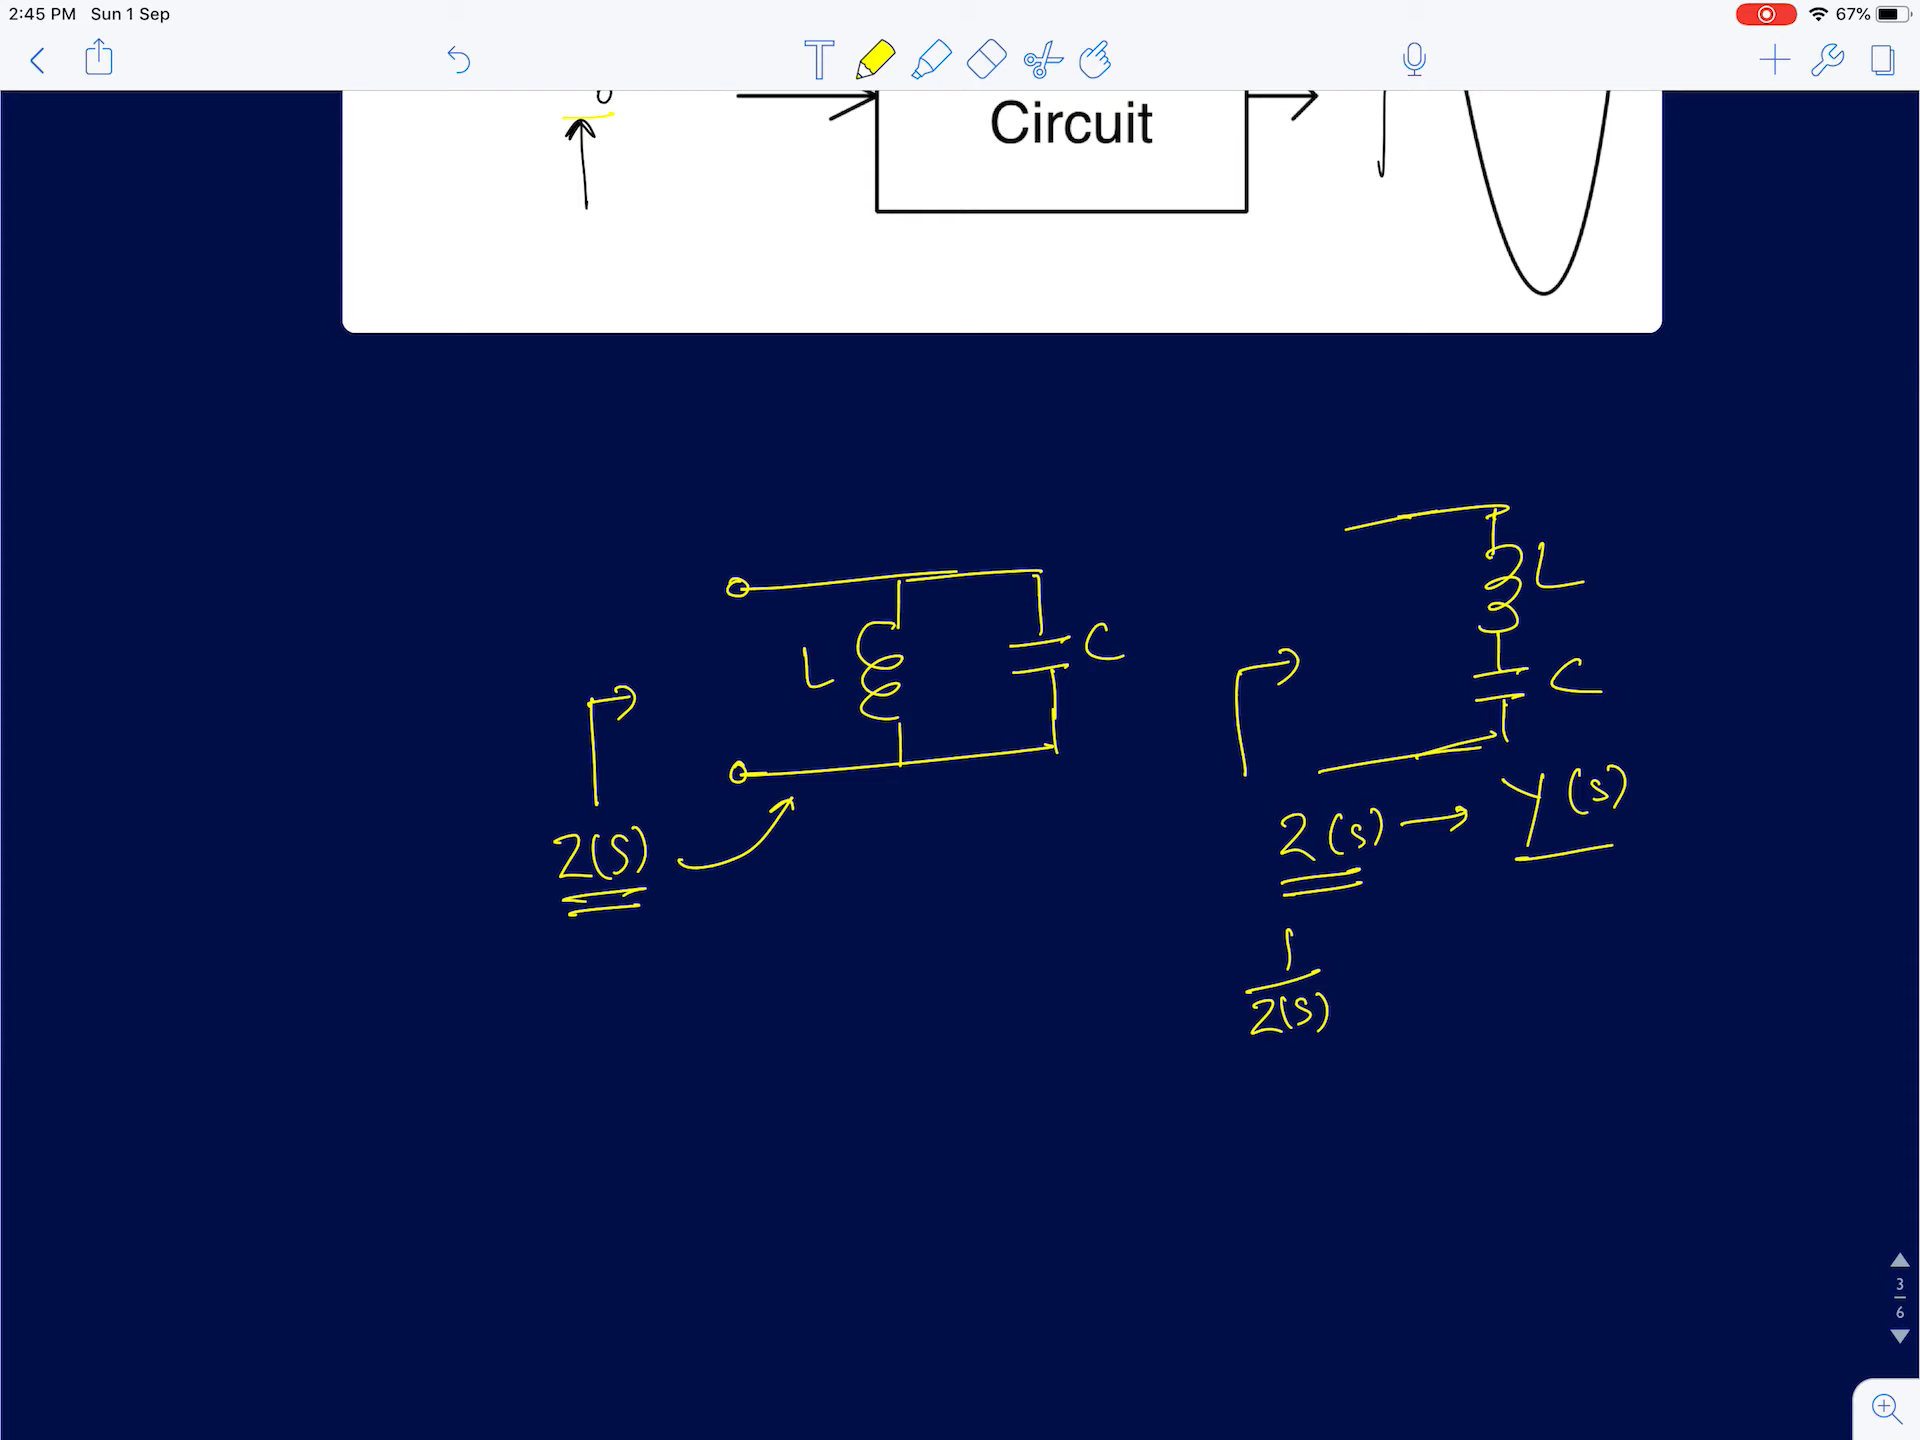 2:45 PM Sun 1 Sep
67%
T
Circuit
L
C
L
C
Z(S)
Z(s) → Y(s)
1
Z(S)
3
6